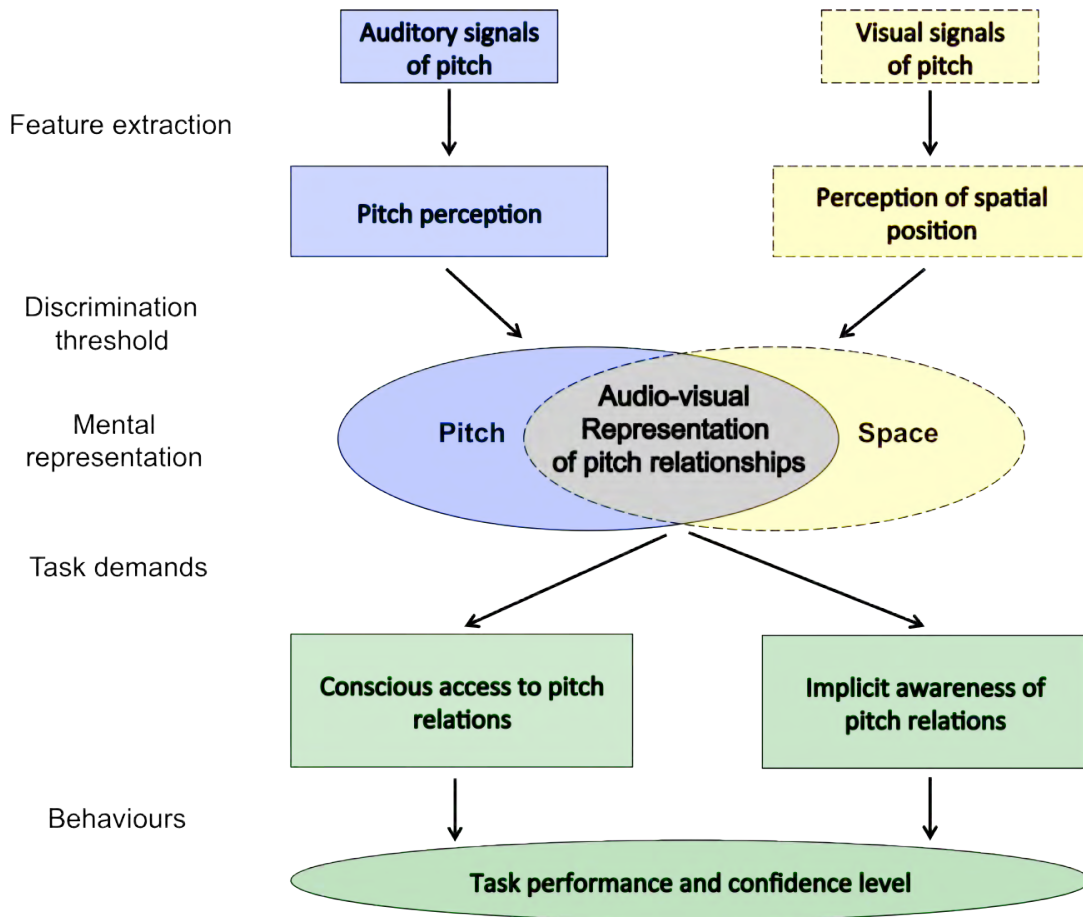 Auditory signals
of pitch
Visual signals
of pitch
Feature extraction
Pitch perception
Perception of spatial
position
Discrimination
threshold
Mental
representation
Pitch
Audio-visual
Representation
of pitch relationships
Space
Task demands
Conscious access to pitch
relations
Implicit awareness of
pitch relations
Behaviours
Task performance and confidence level